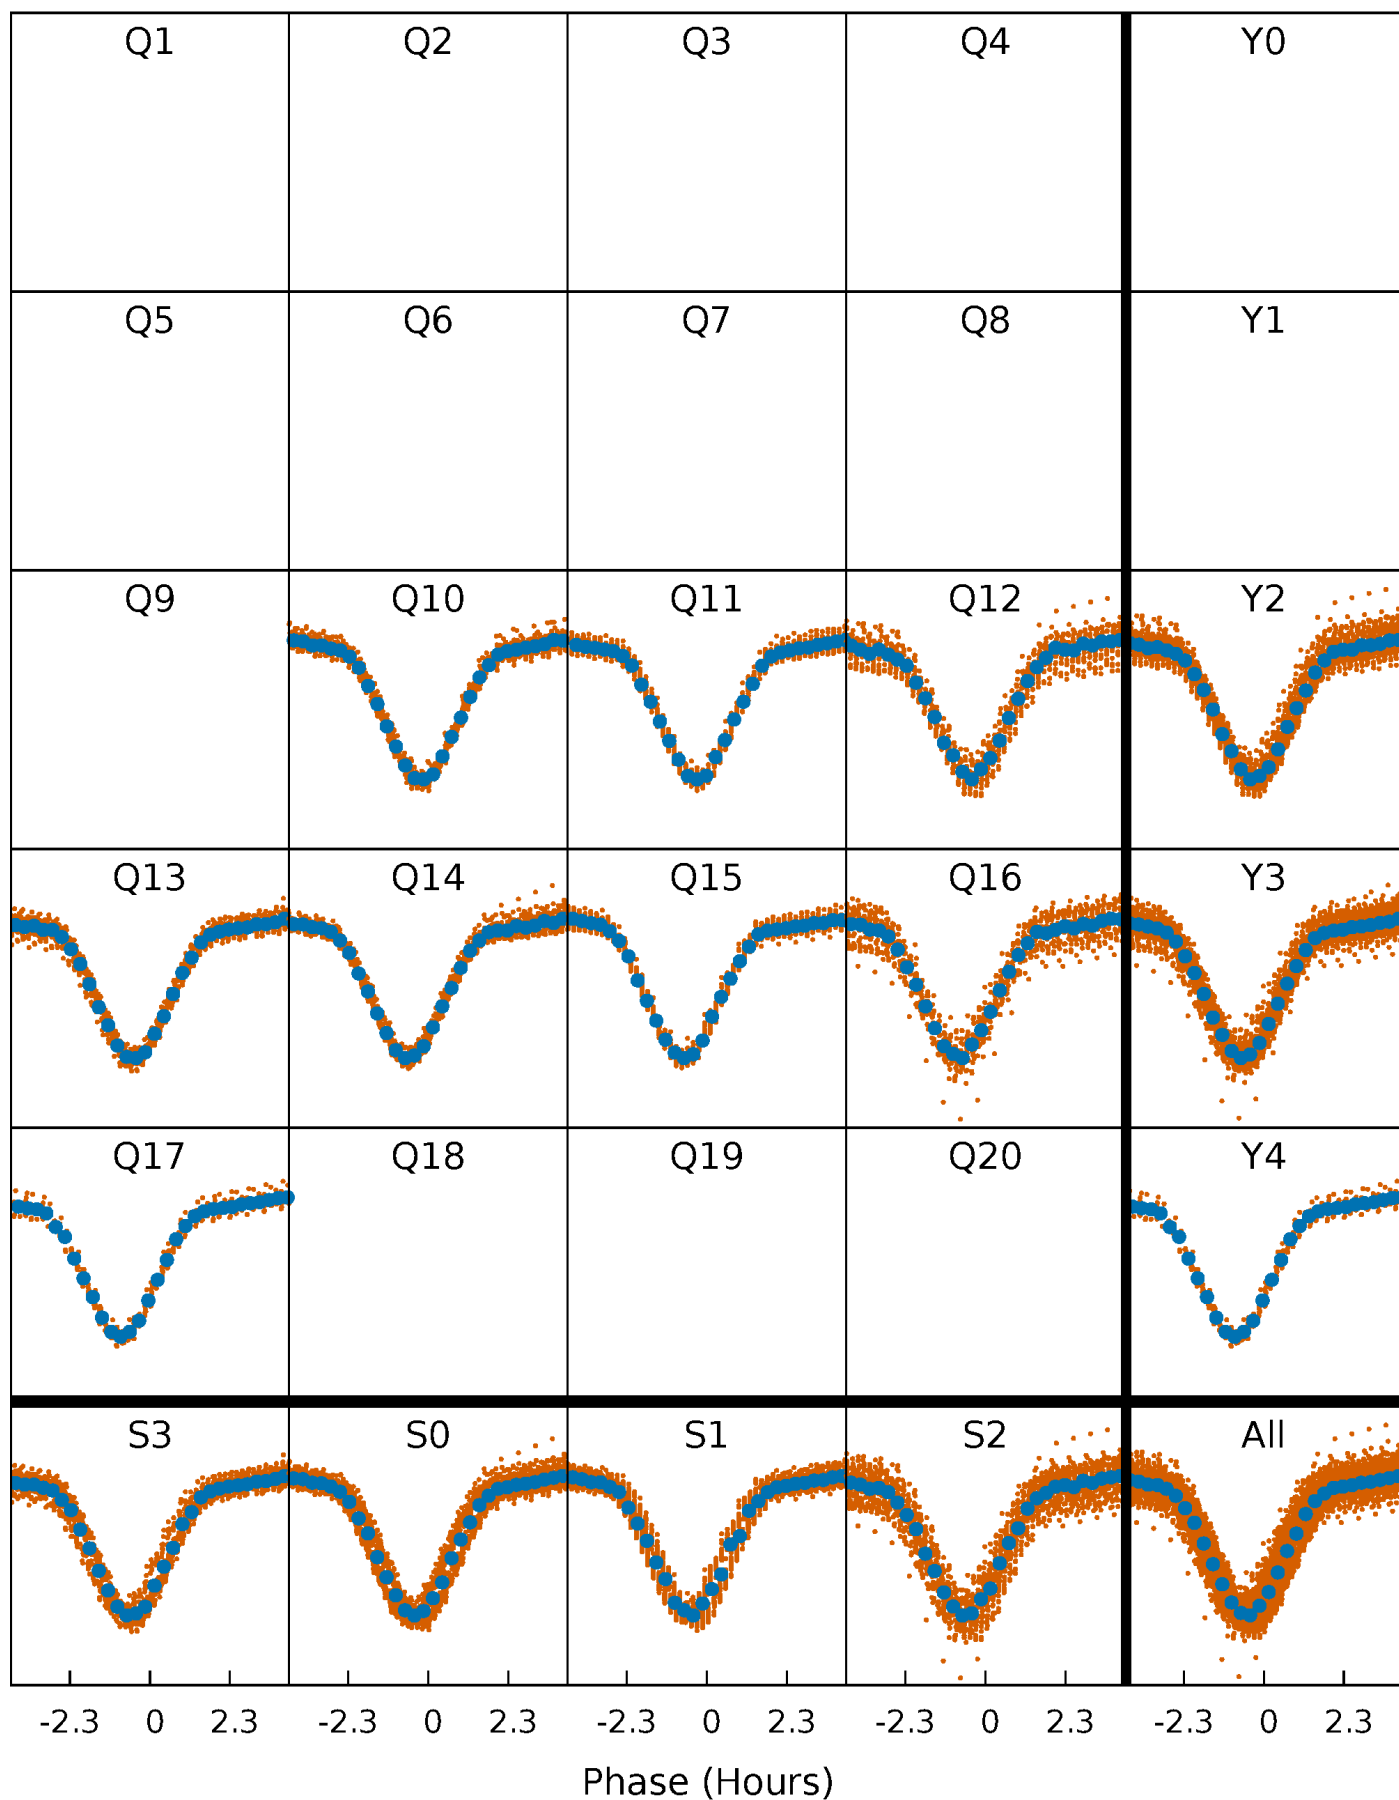 Q1 Q2 Q3 Q4 Y0
Q5 Q6 Q7 Q8 Y1
Q9 Q10 Q11 Q12 Y2
Q13 Q14 Q15 Q16 Y3
Q17 Q18 Q19 Q20 Y4
S3 S0 S1 S2 All
-2.3 0 2.3 -2.3 0 2.3 -2.3 0 2.3 -2.3 0 2.3 -2.3 0 2.3
Phase (Hours)